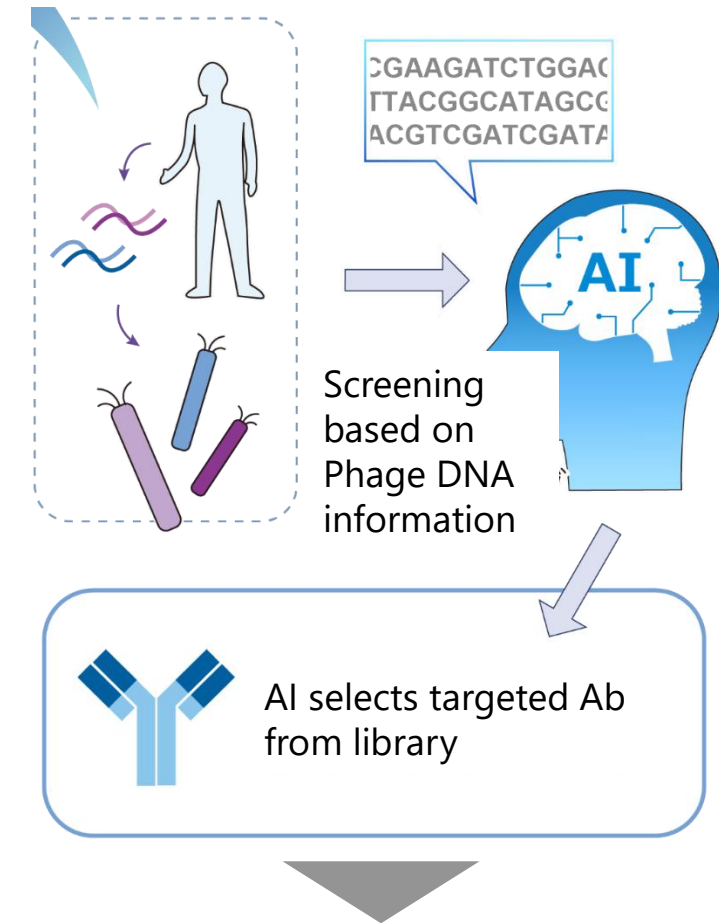 CGAAGATCTGGAC
TTACGGCATAGCG
ACGTCGATCGATA
AI
Screening
based on
Phage DNA
information
AI selects targeted Ab
from library